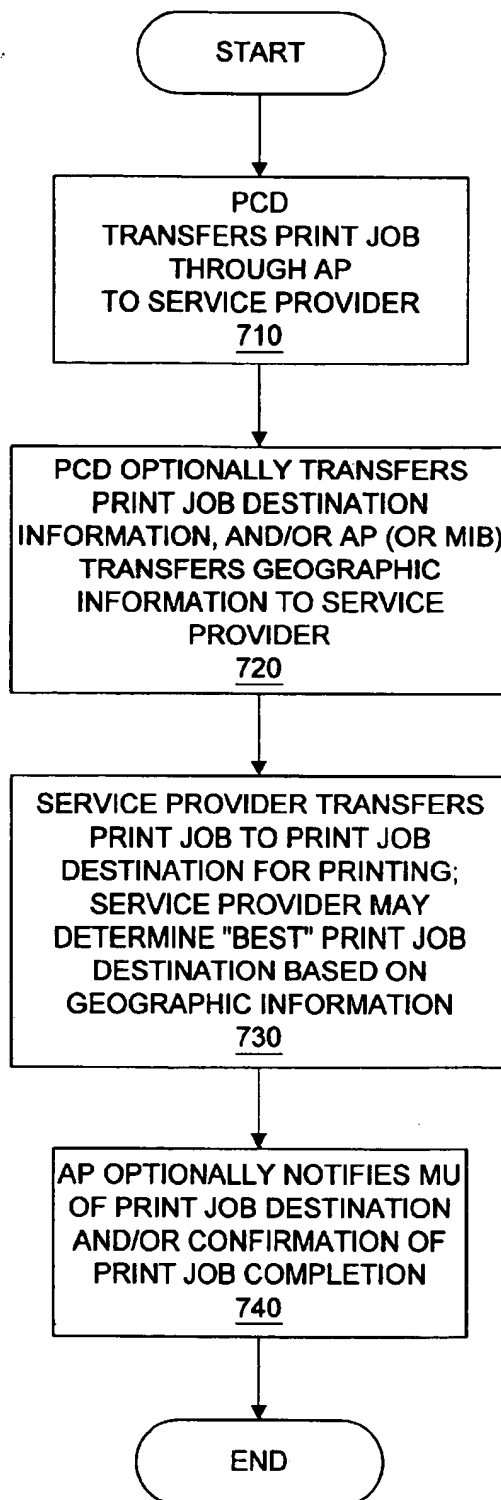 START
PCD
TRANSFERS PRINT JOB
THROUGH AP
TO SERVICE PROVIDER
710
PCD OPTIONALLY TRANSFERS
PRINT JOB DESTINATION
INFORMATION, AND/OR AP (OR MIB)
TRANSFERS GEOGRAPHIC
INFORMATION TO SERVICE
PROVIDER
720
SERVICE PROVIDER TRANSFERS
PRINT JOB TO PRINT JOB
DESTINATION FOR PRINTING;
SERVICE PROVIDER MAY
DETERMINE "BEST" PRINT JOB
DESTINATION BASED ON
GEOGRAPHIC INFORMATION
730
AP OPTIONALLY NOTIFIES MU
OF PRINT JOB DESTINATION
AND/OR CONFIRMATION OF
PRINT JOB COMPLETION
740
END